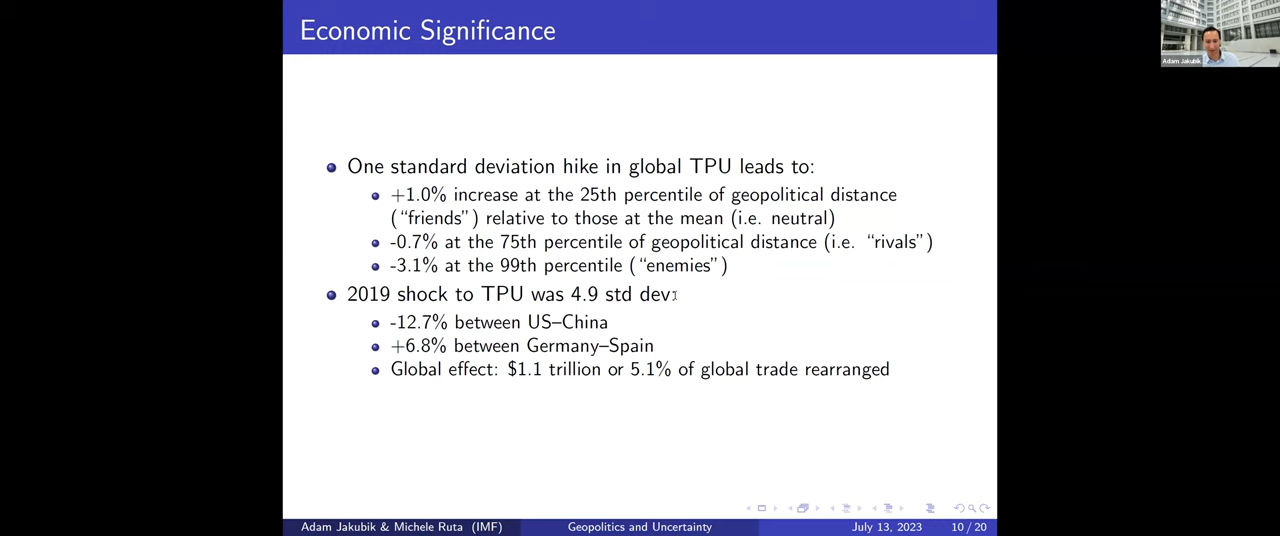 Economic Significance
Adam Jakubik
One standard deviation hike in global TPU leads to:
+1.0% increase at the 25th percentile of geopolitical distance
(“friends”) relative to those at the mean (i.e. neutral)
-0.7% at the 75th percentile of geopolitical distance (i.e. “rivals”)
-3.1% at the 99th percentile (“enemies”)
2019 shock to TPU was 4.9 std dev:
-12.7% between US–China
+6.8% between Germany–Spain
Global effect: $1.1 trillion or 5.1% of global trade rearranged
Adam Jakubik & Michele Ruta (IMF) Geopolitics and Uncertainty July 13, 2023 10 / 20